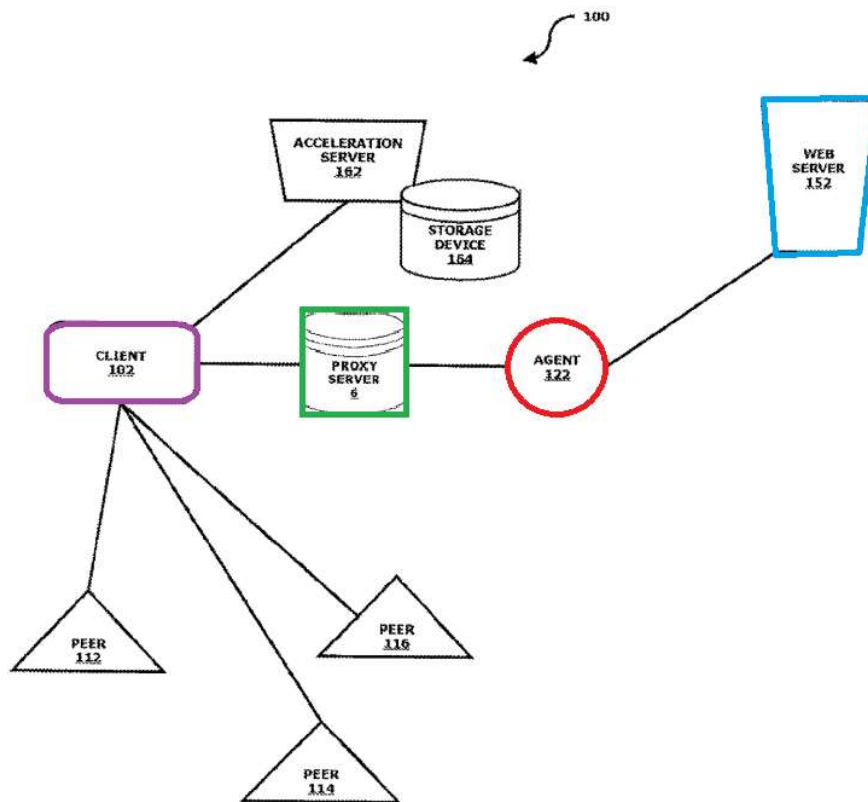 100
ACCELERATION
SERVER
162
STORAGE
DEVICE
164
WEB
SERVER
152
CLIENT
102
PROXY
SERVER
6
AGENT
122
PEER
112
PEER
116
PEER
114